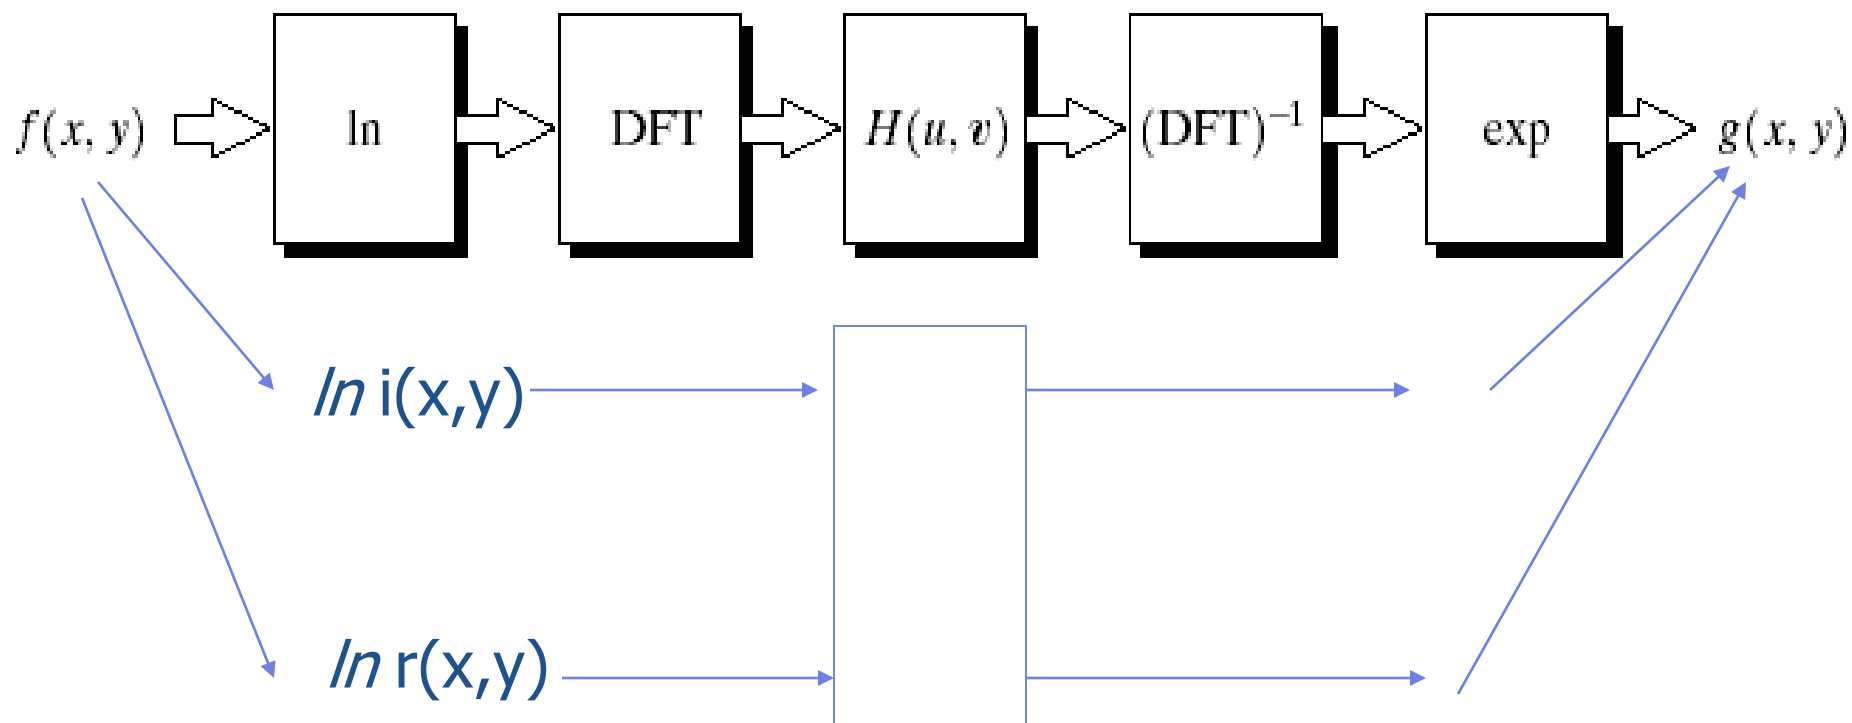 f(x, y) ln DFT H(u, v) (DFT)⁻¹ exp g(x, y)
ln i(x,y)
ln r(x,y)